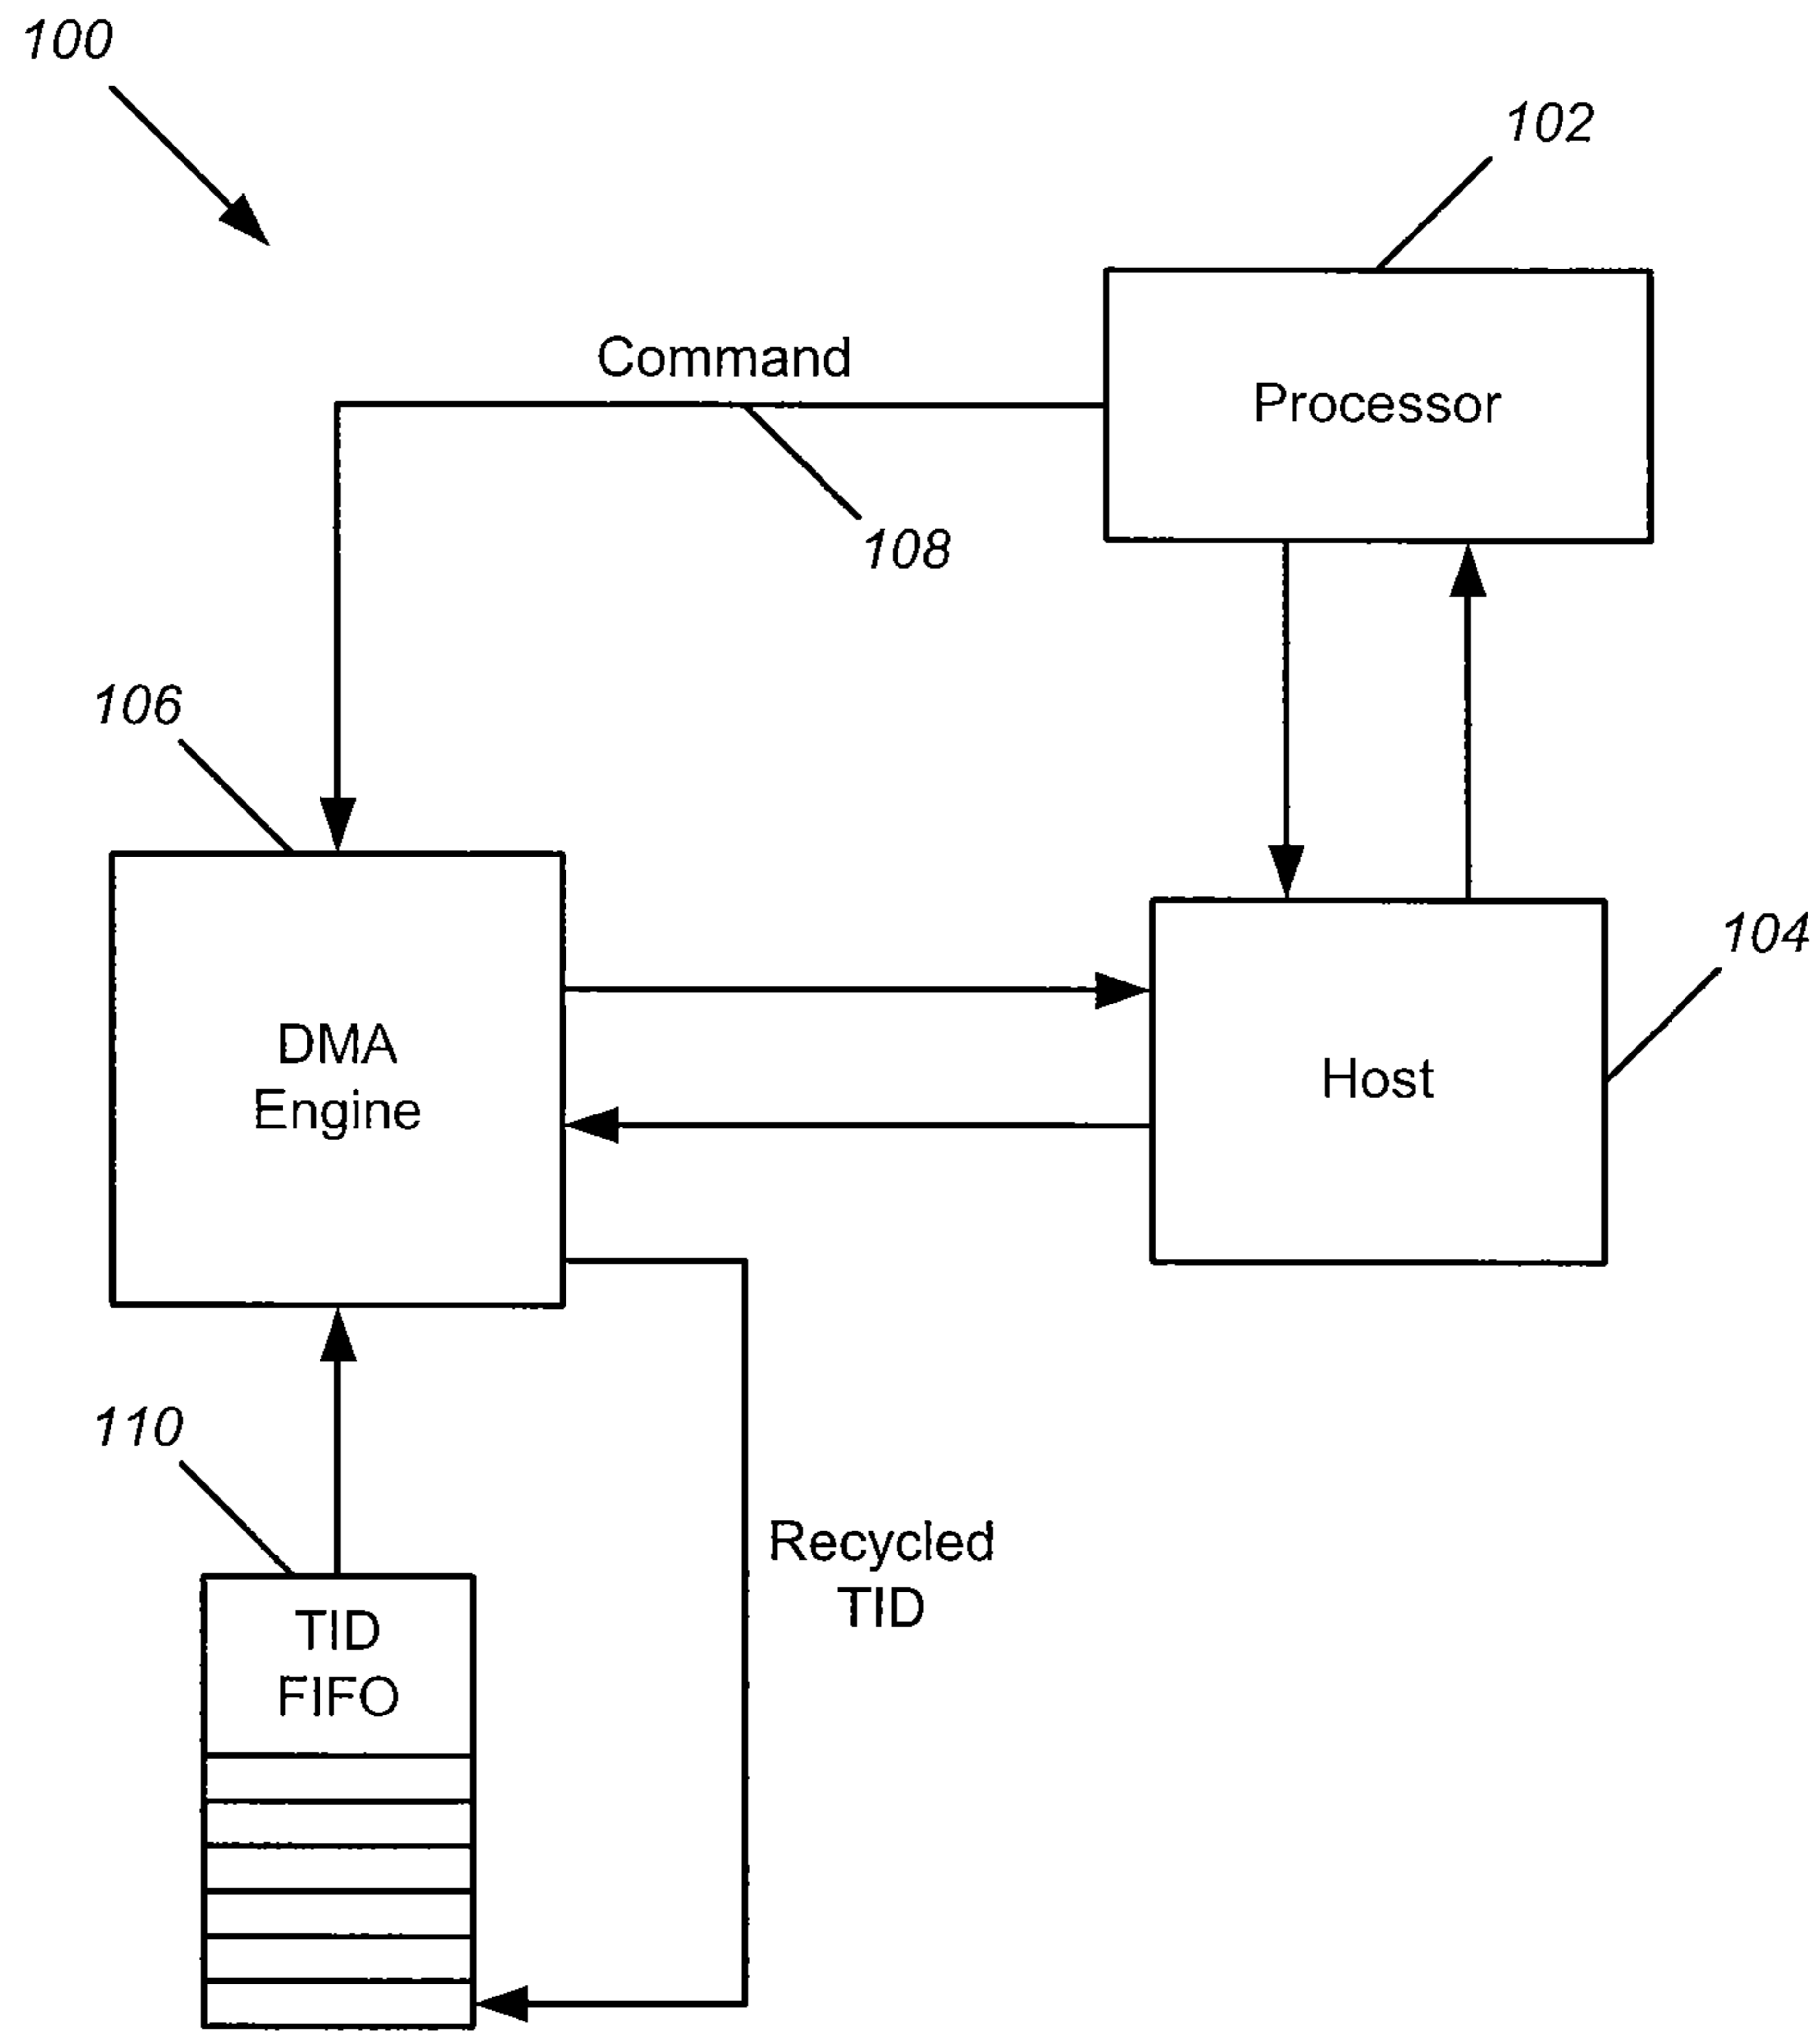 100
102
Command
Processor
108
106
104
DMA
Engine
Host
110
Recycled
TID
TID
FIFO